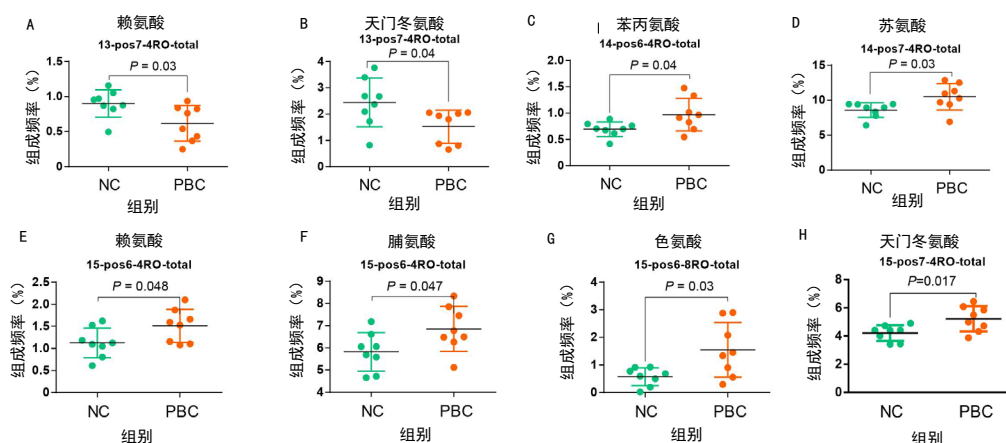 A
赖氨酸
13-pos7-4RO-total
P = 0.03
组成频率（%）
1.5
1.0
0.5
0
NC
PBC
组别
B
天门冬氨酸
13-pos7-4RO-total
P = 0.04
组成频率（%）
4
3
2
1
0
NC
PBC
组别
C
苯丙氨酸
14-pos6-4RO-total
P = 0.04
组成频率（%）
2.0
1.5
1.0
0.5
0.0
NC
PBC
组别
D
苏氨酸
14-pos7-4RO-total
P = 0.03
组成频率（%）
15
10
5
0
NC
PBC
组别
E
赖氨酸
15-pos6-4RO-total
P = 0.048
组成频率（%）
2.5
2.0
1.5
1.0
0.5
0.0
NC
PBC
组别
F
脯氨酸
15-pos6-4RO-total
P = 0.047
组成频率（%）
9
8
7
6
5
4
NC
PBC
组别
G
色氨酸
15-pos6-8RO-total
P = 0.03
组成频率（%）
4
3
2
1
0
NC
PBC
组别
H
天门冬氨酸
15-pos7-4RO-total
P=0.017
组成频率（%）
8
6
4
2
0
NC
PBC
组别